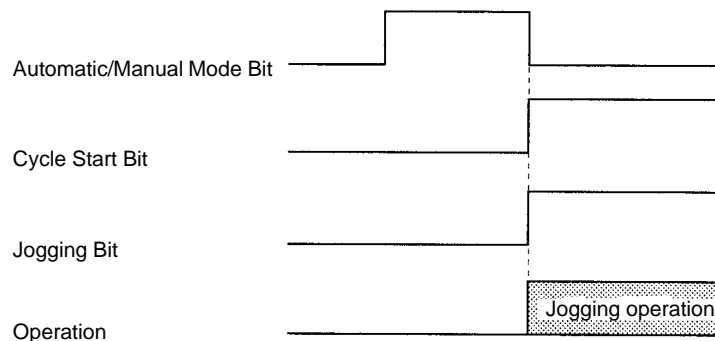 Automatic/Manual Mode Bit
Cycle Start Bit
Jogging Bit
Jogging operation
Operation